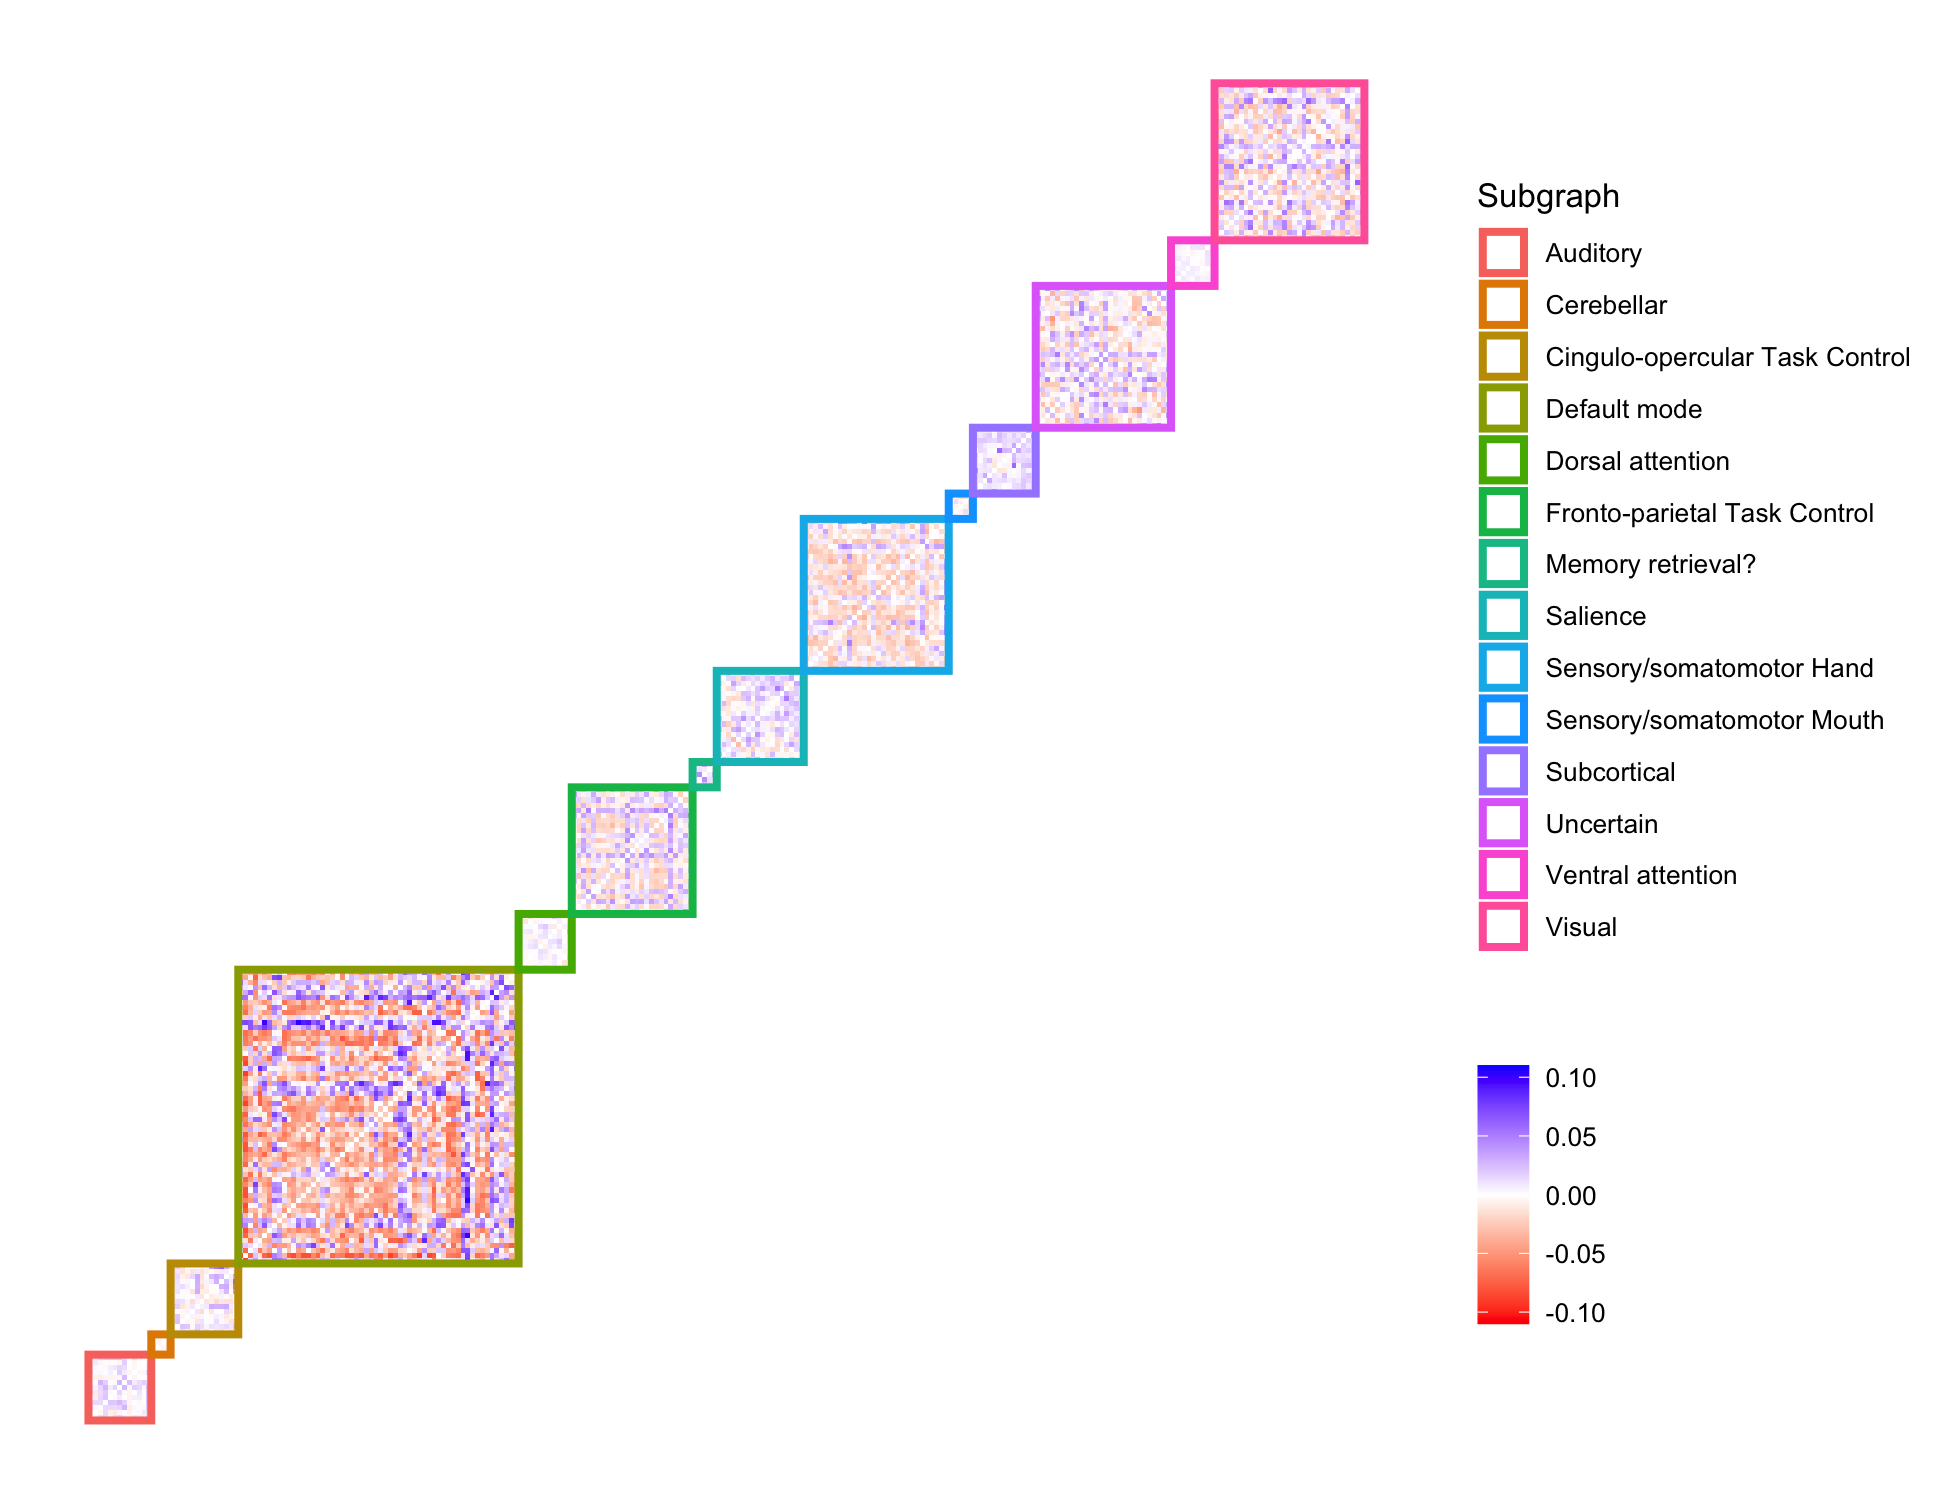 Subgraph
Auditory
Cerebellar
Cingulo-opercular Task Control
Default mode
Dorsal attention
Fronto-parietal Task Control
Memory retrieval?
Salience
Sensory/somatomotor Hand
Sensory/somatomotor Mouth
Subcortical
Uncertain
Ventral attention
Visual
0.10
0.05
0.00
-0.05
-0.10